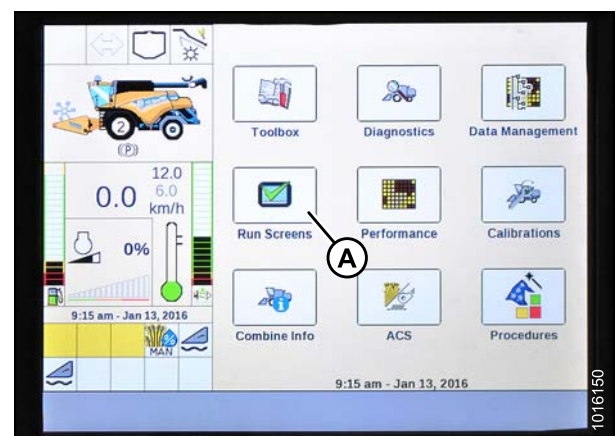 Toolbox
Diagnostics
Data Management
2
(P)
12.0
0.0
6.0
km/h
Run Screens
Performance
Calibrations
A
0%
E
9:15 am - Jan 13, 2016
MAN
Combine Info
ACS
Procedures
9:15 am - Jan 13, 2016
1016150